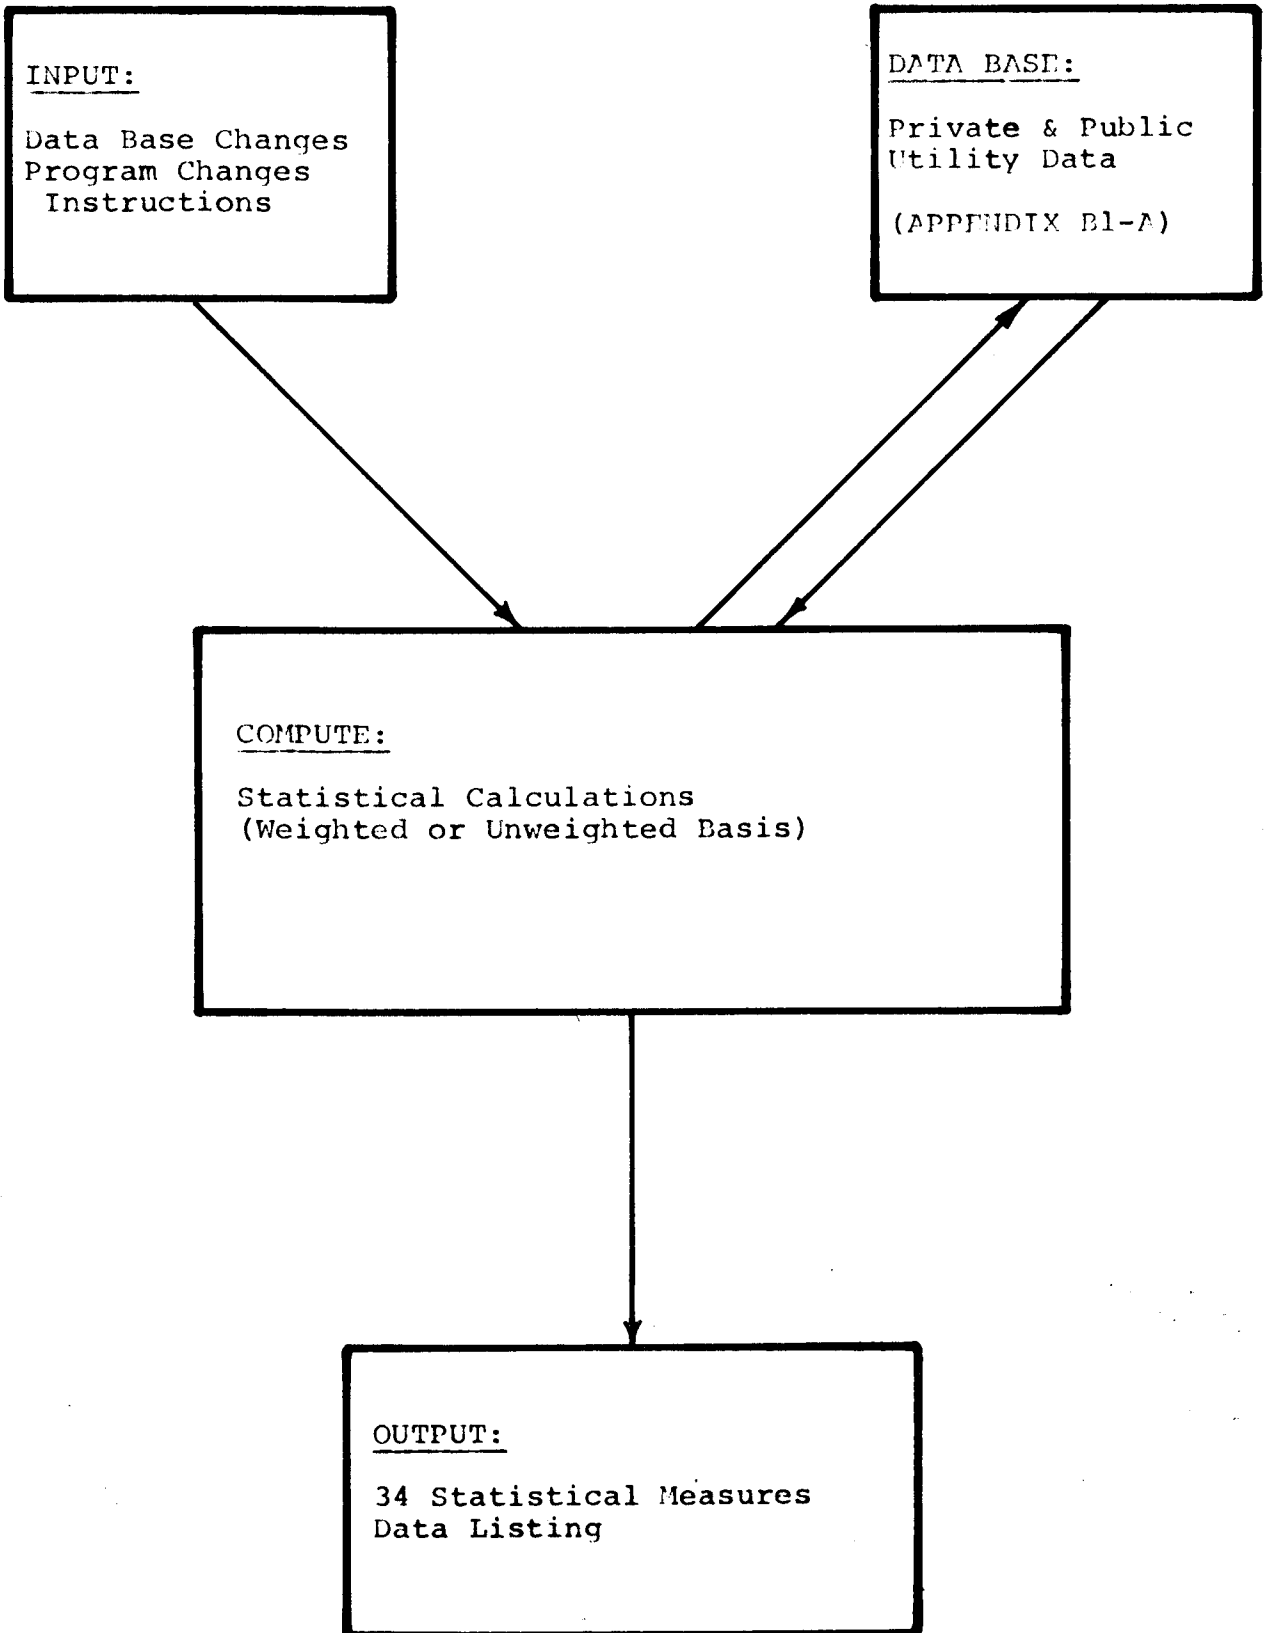 INPUT:
Data Base Changes
Program Changes
Instructions
DATA BASE:
Private & Public
Utility Data
(APPENDIX B1-A)
COMPUTE:
Statistical Calculations
(Weighted or Unweighted Basis)
OUTPUT:
34 Statistical Measures
Data Listing